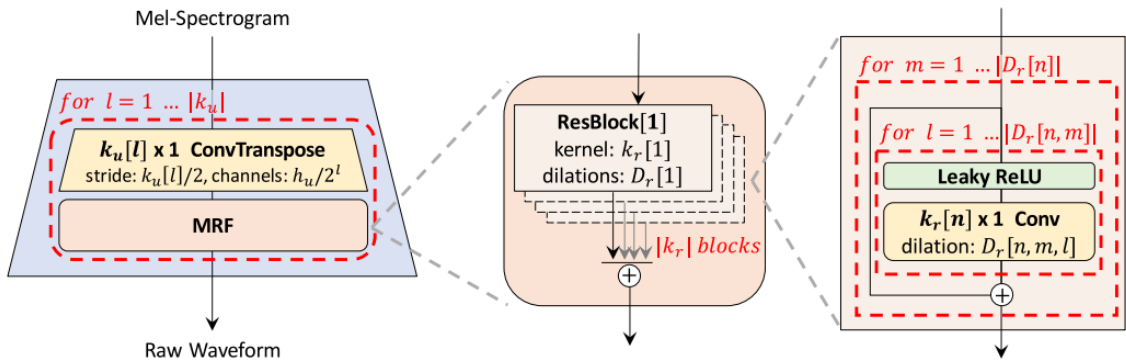 Mel-Spectrogram
for l = 1 … |k_u|
k_u[l] x 1 ConvTranspose
stride: k_u[l]/2, channels: h_u/2^l
MRF
Raw Waveform
ResBlock[1]
kernel: k_r[1]
dilations: D_r[1]
|k_r| blocks
+
for m = 1 … |D_r[n]|
for l = 1 … |D_r[n, m]|
Leaky ReLU
k_r[n] x 1 Conv
dilation: D_r[n, m, l]
+